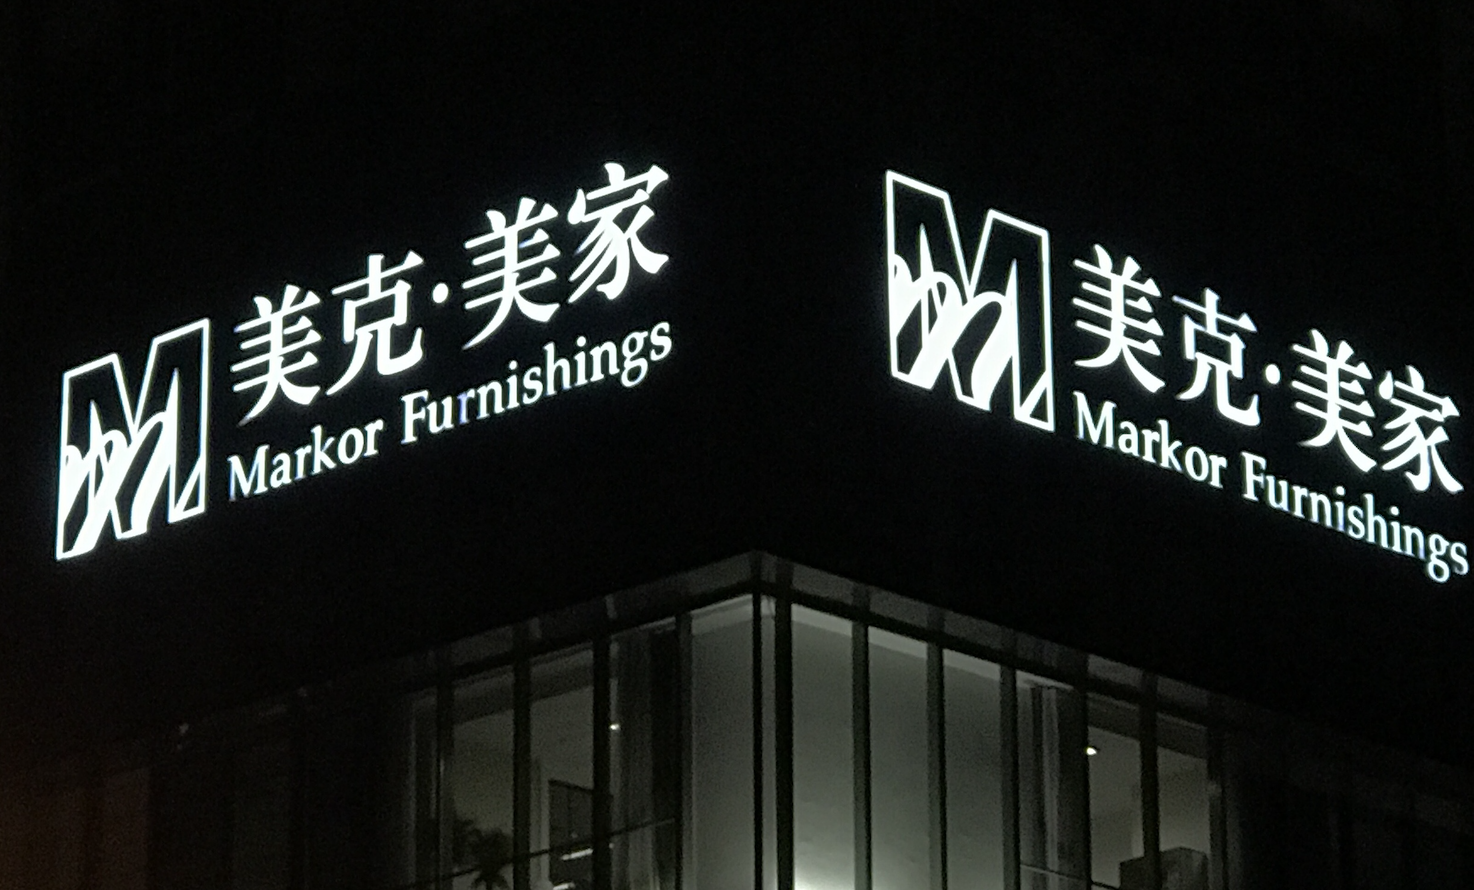 美克·美家
Markor Furnishings
美克·美家
Markor Furnishings